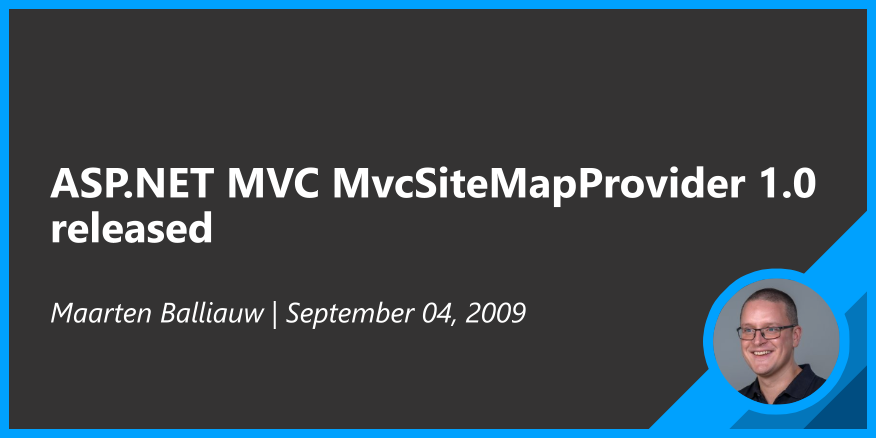 ASP.NET MVC MvcSiteMapProvider 1.0
released
Maarten Balliauw | September 04, 2009